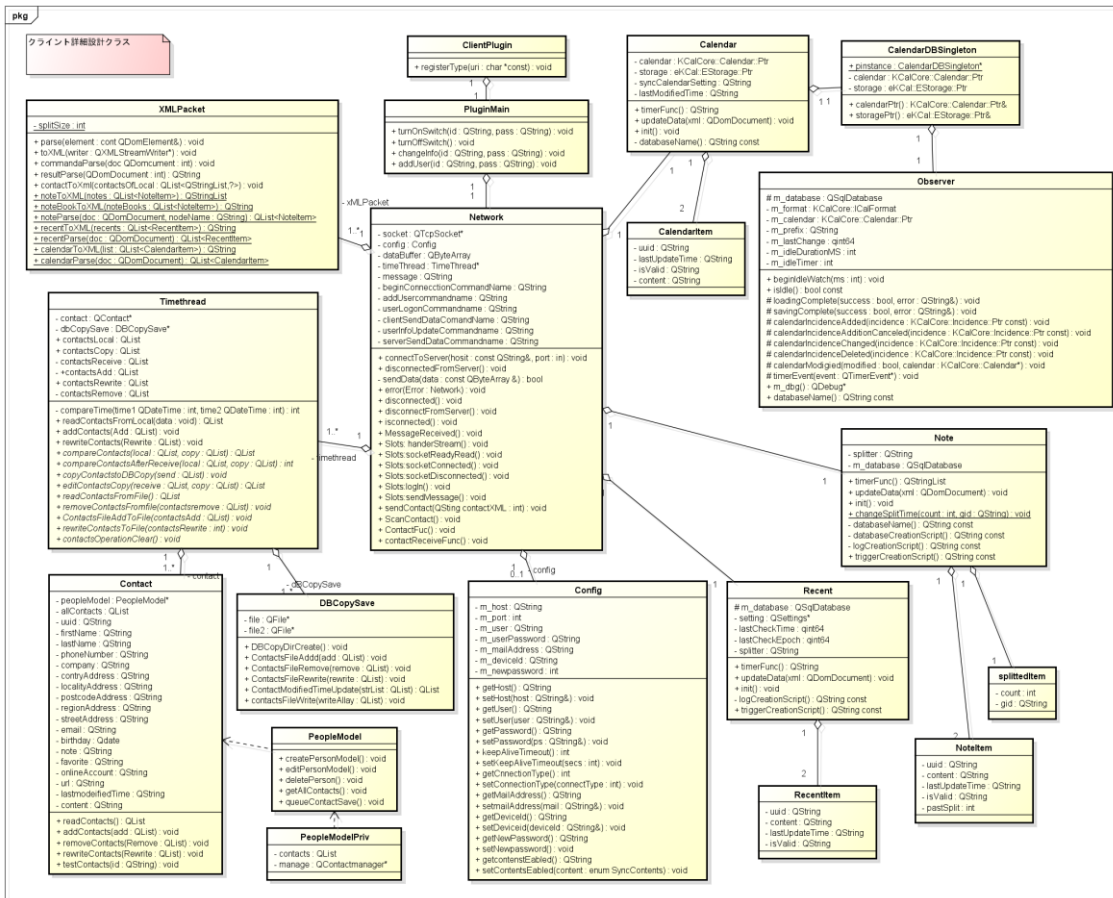 pkg
クライント詳細設計クラス
ClientPlugin
+ registerType(uri : char *const) : void
PluginMain
+ turnOnSwitch(id : QString, pass : QString) : void
+ turnOffSwitch() : void
+ changeInfo(id : QString, pass : QString) : void
+ addUser(id : QString, pass : QString) : void
Calendar
- calendar : KCalCore::Calendar::Ptr
- storage : eKCal::EStorage::Ptr
- syncCalendarSetting : QString
- lastModifiedTime : QString
+ timerFunc() : QString
+ updateData(xml : QDomDocument) : void
+ init() : void
- databaseName() : QString const
CalendarDBSingleton
+ pinstance : CalendarDBSingleton*
- calendar : KCalCore::Calendar::Ptr
- storage : eKCal::EStorage::Ptr
+ calendarPtr() : KCalCore::Calendar::Ptr&
+ storagePtr() : eKCal::EStorage::Ptr&
XMLPacket
- splitSize : int
+ parse(element : cont QDomElement&) : void
+ toXML(writer : QXMLStreamWriter*) : void
+ commandaParse(doc QDomcument : int) : void
+ resultParse(QDomDocument : int) : QString
+ contactToXml(contactsOfLocal : QList<QStringList,?>) : void
+ noteToXML(notes : QList<NoteItem>) : QStringList
+ noteBookToXML(noteBooks : QList<NoteItem>) : QString
+ noteParse(doc : QDomDocument, nodeName : QString) : QList<NoteItem>
+ recentToXML(recents : QList<RecentItem>) : QString
+ recentParse(doc : QDomDocument) : QList<RecentItem>
+ calendarToXML(list : QList<CalendarItem>) : QString
+ calendarParse(doc : QDomDocument) : QList<CalendarItem>
- xMLPacket
1..*
1
Network
- socket : QTcpSocket*
- config : Config
- dataBuffer : QByteArray
- timeThread : TimeThread*
- message : QString
- beginConnecctionCommandName : QString
- addUsercommandname : QString
- userLogonCommandname : QString
- clientSendDataComandName : QString
- userInfoUpdateCommandname : QString
- serverSendDataCommandName : QString
+ connectToServer(hosit : const QString&, port : in) : void
+ disconnectedFromServer() : void
- sendData(data : const QByteArray &) : bool
+ error(Error : Network) : void
+ disconnected() : void
+ disconnectFromServer() : void
+ isconnected() : void
+ MessageReceived() : void
+ Slots:handerStream() : void
+ Slots:socketReadyRead() : void
+ Slots:socketConnected() : void
+ Slots:socketDisconnected() : void
+ Slots:logIn() : void
+ Slots:sendMessage() : void
+ sendContact(QSting contactXML : int) : void
+ ScanContact() : void
+ ContactFuc() : void
+ contactReceiveFunc() : void
CalendarItem
- uuid : QString
- lastUpdateTime : QString
- isValid : QString
- content : QString
Observer
# m_database : QSqlDatabase
- m_format : KCalCore::ICalFormat
- m_calendar : KCalCore::Calendar::Ptr
- m_prefix : QString
- m_lastChange : qint64
- m_idleDurationMS : int
- m_idleTimer : int
+ beginIdleWatch(ms : int) : void
+ isIdle() : bool const
# loadingComplete(success : bool, error : QString&) : void
# savingComplete(success : bool, error : QString&) : void
# calendarIncidenceAdded(incidence : KCalCore::Incidence::Ptr const) : void
# calendarIncidenceAdditionCanceled(incidence : KCalCore::Incidence::Ptr const) : void
# calendarIncidenceChanged(incidence : KCalCore::Incidence::Ptr const) : void
# calendarIncidenceDeleted(incidence : KCalCore::Incidence::Ptr const) : void
# calendarModigied(modified : bool, calendar : KCalCore::Calendar*) : void
# timerEvent(event : QTimerEvent*) : void
+ m_dbg() : QDebug*
- databaseName() : QString const
Timethread
- contact : QContact*
- dbCopySave : DBCopySave*
+ contactsLocal : QList
+ contactsCopy : QList
- contactsReceive : QList
- +contactsAdd : QList
- contactsRewrite : QList
- contactsRemove : QList
- compareTime(time1 QDateTime : int, time2 QDateTime : int) : int
+ readContactsFromLocal(data : void) : QList
+ addContacts(Add : QList) : void
+ rewriteContacts(Rewrite : QList) : void
+ compareContacts(local : QList, copy : QList) : QList
+ compareContactsAfterReceive(local : QList, copy : QList) : int
+ copyContactstoDBCopy(send : QList) : void
+ editContactsCopy(receive : QList, copy : QList) : QList
+ readContactsFromFile() : QList
+ removeContactsFromfile(contactsremove : QList) : void
+ ContactsFileAddToFile(contactsAdd : QList) : void
+ rewriteContactsToFile(contactsRewrite : int) : void
+ contactsOperationClear() : void
1..*
1
- timethread
Note
- splitter : QString
- m_database : QSqlDatabase
+ timerFunc() : QStringList
+ updateData(xml : QDomDocument) : void
+ init() : void
+ changeSplitTime(count : int, gid : QString) : void
- databaseName() : QString const
- databaseCreationScript() : QString const
- logCreationScript() : QString const
- triggerCreationScript() : QString const
Contact
- peopleModel : PeopleModel*
- allContacts : QList
- uuid : QString
- firstName : QString
- lastName : QString
- phoneNumber : QString
- company : QString
- contryAddress : QString
- localityAddress : QString
- postcodeAddress : QString
- regionAddress : QString
- streetAddress : QString
- email : QString
- birthday : Qdate
- note : QString
- favorite : QString
- onlineAccount : QString
- url : QString
- lastmodeifiedTime : QString
- content : QString
+ readContacts() : QList
+ addContacts(add : QList) : void
+ removeContacts(Remove : QList) : void
+ rewriteContacts(Rewrite : QList) : void
+ testContacts(id : QString) : void
- contact
- dBCopySave
DBCopySave
- file : QFile*
- file2 : QFile*
+ DBCopyDirCreate() : void
+ ContactsFileAddd(add : QList) : void
+ ContactsFileRemove(remove : QList) : void
+ ContactsFileRewrite(rewrite : QList) : void
+ ContactModifiedTimeUpdate(strList : QList) : QList
+ contactsFileWrite(writeAllay : QList) : void
PeopleModel
+ createPersonModel() : void
+ editPersonModel() : void
+ deletePerson() : void
+ getAllContacts() : void
+ queueContactSave() : void
PeopleModelPriv
- contacts : QList
- manage : QContactmanager*
1
0..1
- config
Config
- m_host : QString
- m_port : int
- m_user : QString
- m_userPassword : QString
- m_mailAddress : QString
- m_deviceId : QString
- m_newpassword : int
+ getHost() : QString
+ setHost(host : QString&) : void
+ getUser() : QString
+ setUser(user : QString&) : void
+ getPassword() : QString
+ setPassword(ps : QString&) : void
+ keepAliveTimeout() : int
+ setKeepAliveTimeout(secs : int) : void
+ getCnnectionType() : int
+ setConnectionType(connectType : int) : void
+ getMailAddress() : QString
+ setmailAddress(mail : QString&) : void
+ getDeviceId() : QString
+ setDeviceid(deviceId : QString&) : void
+ getNewPassword() : QString
+ setNewpassword() : void
+ getcontenstEabled() : QString
+ setContentsEabled(content : enum SyncContents) : void
Recent
# m_database : QSqlDatabase
- setting : QSettings*
- lastCheckTime : qint64
- lastCheckEpoch : qint64
- splitter : QString
+ timerFunc() : QString
+ updateData(xml : QDomDocument) : void
+ init() : void
- logCreationScript() : QString const
+ triggerCreationScript() : QString const
RecentItem
- uuid : QString
- content : QString
- lastUpdateTime : QString
- isValid : QString
splittedItem
- count : int
- gid : QString
NoteItem
- uuid : QString
- content : QString
- lastUpdateTime : QString
- isValid : QString
- pastSplit : int